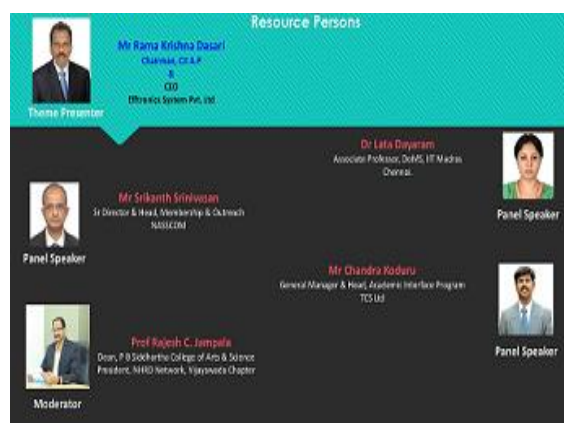 Resource Persons
Mr Rama Krishna Dasari
Chairman, CII A.P
&
CEO
Efftronics System Pvt. Ltd
Theme Presenter
Dr Lata Dayaram
Associate Professor, DoMS, IIT Madras
Chennai.
Panel Speaker
Mr Srikanth Srinivasan
Sr Director & Head, Membership & Outreach
NASSCOM
Panel Speaker
Mr Chandra Koduru
General Manager & Head, Academic Interface Program
TCS Ltd
Panel Speaker
Prof Rajesh C. Jampala
Dean, P B Siddhartha College of Arts & Science
President, NHRD Network, Vijayawada Chapter
Moderator